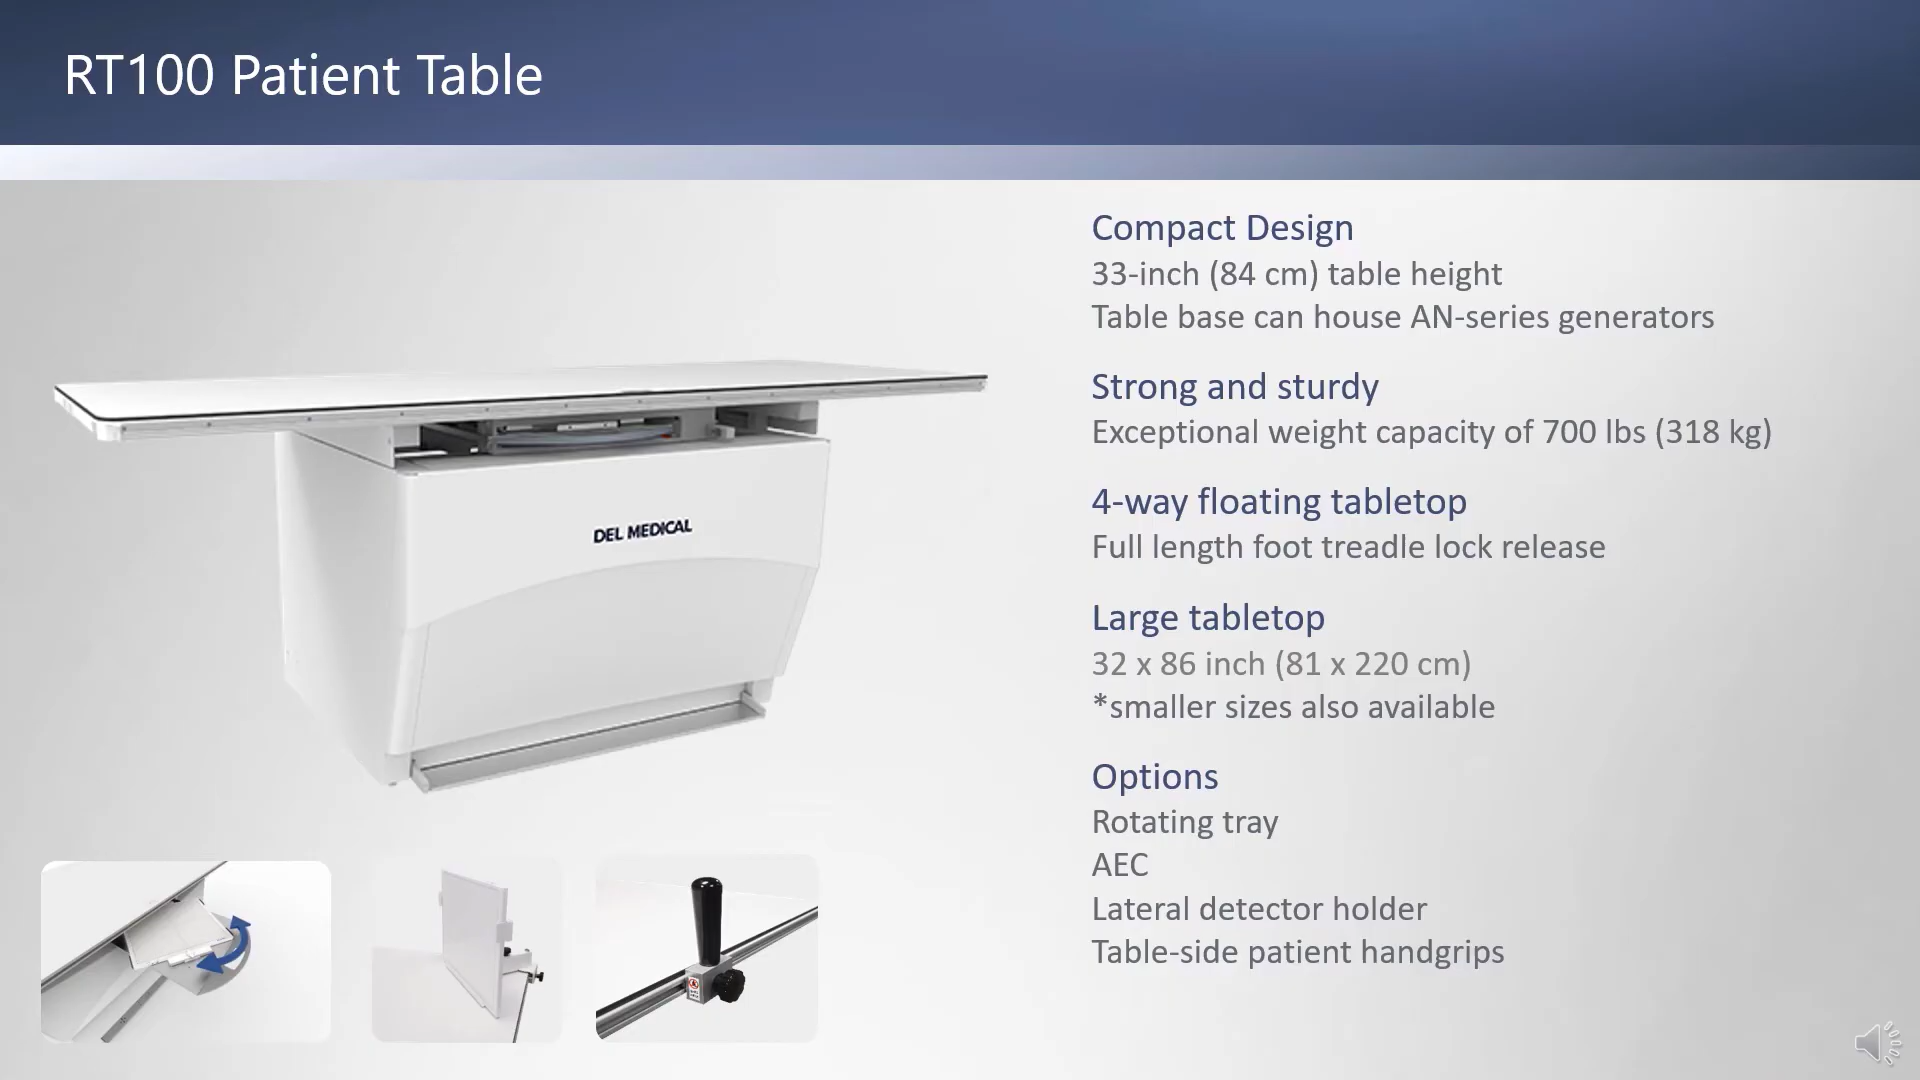 RT100 Patient Table
Compact Design
33-inch (84 cm) table height
Table base can house AN-series generators
Strong and sturdy
Exceptional weight capacity of 700 lbs (318 kg)
4-way floating tabletop
Full length foot treadle lock release
Large tabletop
32 x 86 inch (81 x 220 cm)
*smaller sizes also available
Options
Rotating tray
AEC
Lateral detector holder
Table-side patient handgrips
DEL MEDICAL